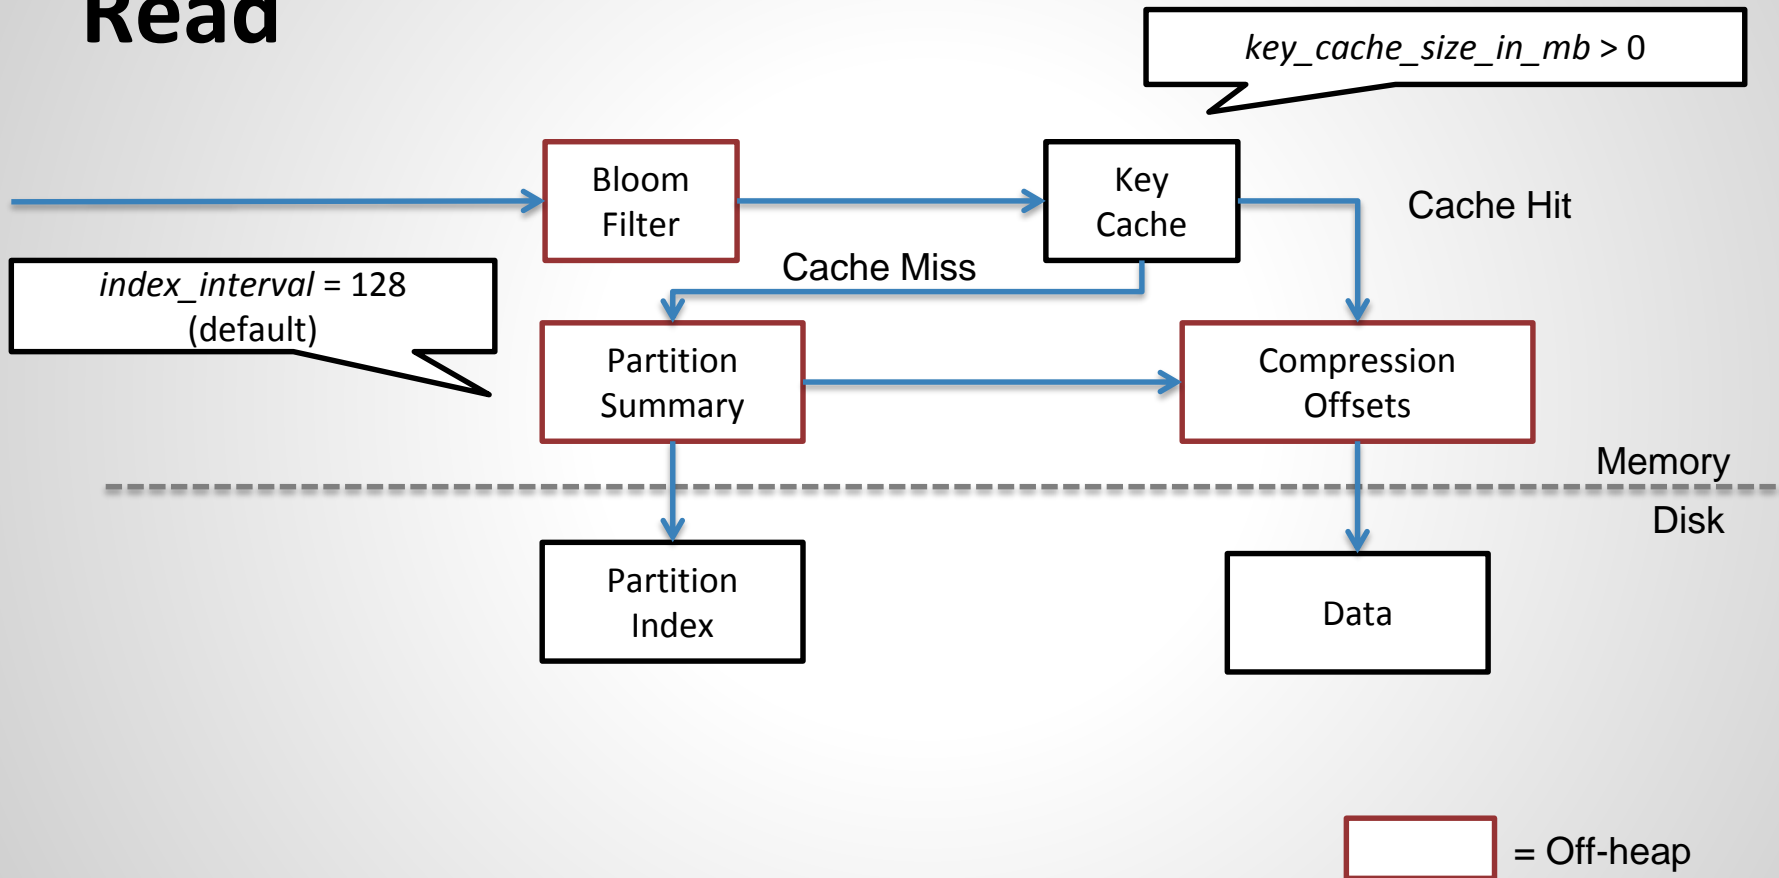 Read
key_cache_size_in_mb > 0
Bloom
Filter
Key
Cache
Cache Hit
Cache Miss
index_interval = 128
(default)
Partition
Summary
Compression
Offsets
Memory
Disk
Partition
Index
Data
= Off-heap